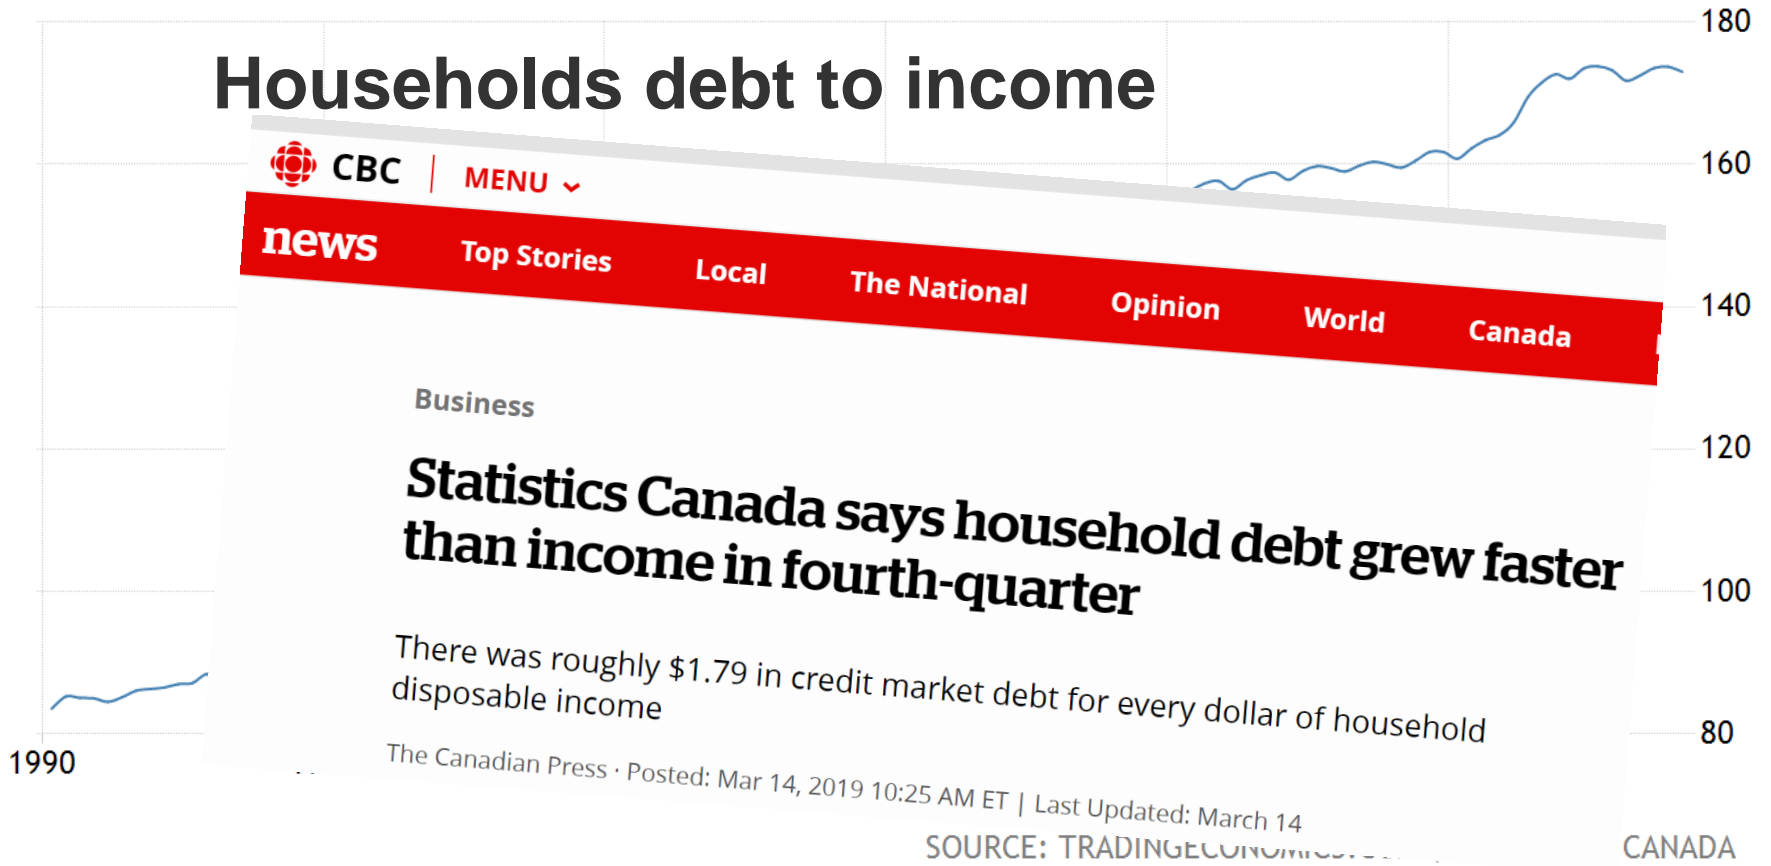 180
Households debt to income
160
CBC MENU
news Top Stories Local The National Opinion World Canada
140
Business
120
Statistics Canada says household debt grew faster
than income in fourth-quarter
100
There was roughly $1.79 in credit market debt for every dollar of household
disposable income
80
1990
The Canadian Press · Posted: Mar 14, 2019 10:25 AM ET | Last Updated: March 14
SOURCE: CANADA